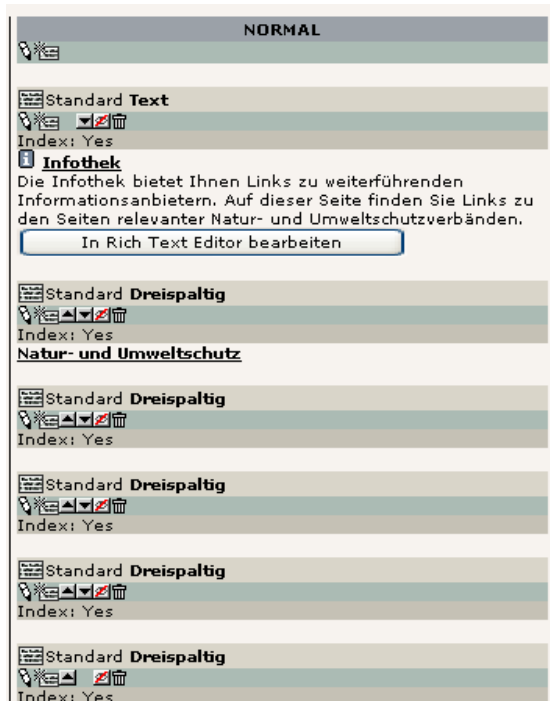 NORMAL
Standard Text
Index: Yes
Infothek
Die Infothek bietet Ihnen Links zu weiterführenden
Informationsanbietern. Auf dieser Seite finden Sie Links zu
den Seiten relevanter Natur- und Umweltschutzverbänden.
In Rich Text Editor bearbeiten
Standard Dreispaltig
Index: Yes
Natur- und Umweltschutz
Standard Dreispaltig
Index: Yes
Standard Dreispaltig
Index: Yes
Standard Dreispaltig
Index: Yes
Standard Dreispaltig
Index: Yes